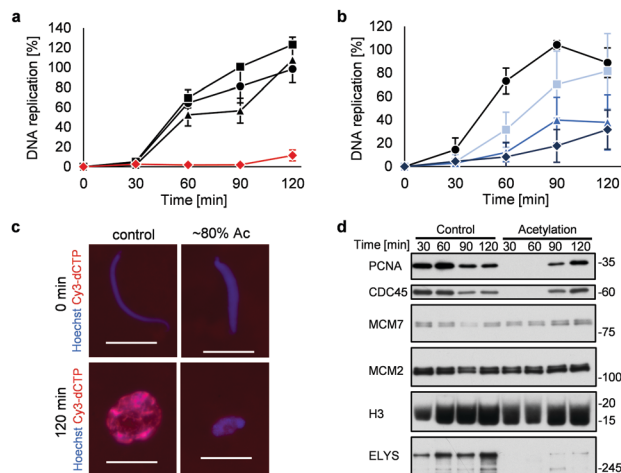 a
DNA replication [%]
140
120
100
80
60
40
20
0
0 30 60 90 120
Time [min]
b
DNA replication [%]
120
100
80
60
40
20
0
0 30 60 90 120
Time [min]
c
control ~80% Ac
0 min
Hoechst Cy3-dCTP
Hoechst Cy3-dCTP
120 min
Hoechst Cy3-dCTP
Hoechst Cy3-dCTP
d
Control Acetylation
Time [min] 30 60 90 120 30 60 90 120
PCNA -35
CDC45 -60
MCM7 -75
MCM2 -100
H3 -20
-15
ELYS -245